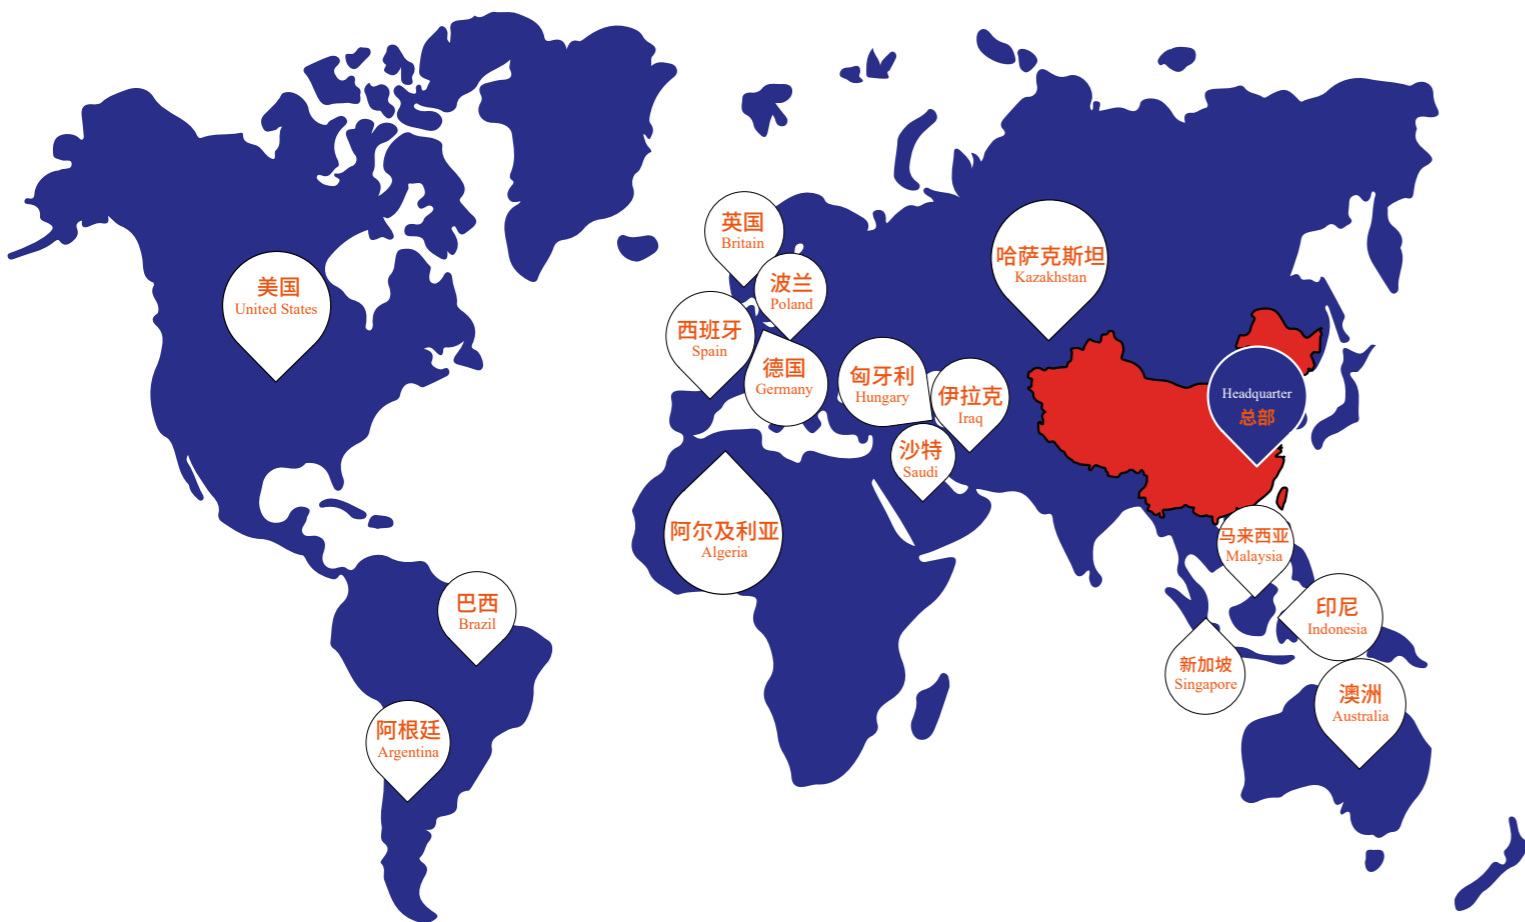 英国
Britain
哈萨克斯坦
Kazakhstan
美国
United States
波兰
Poland
西班牙
Spain
德国
Germany
匈牙利
Hungary
伊拉克
Iraq
Headquarter
总部
沙特
Saudi
阿尔及利亚
Algeria
马来西亚
Malaysia
巴西
Brazil
印尼
Indonesia
新加坡
Singapore
澳洲
Australia
阿根廷
Argentina